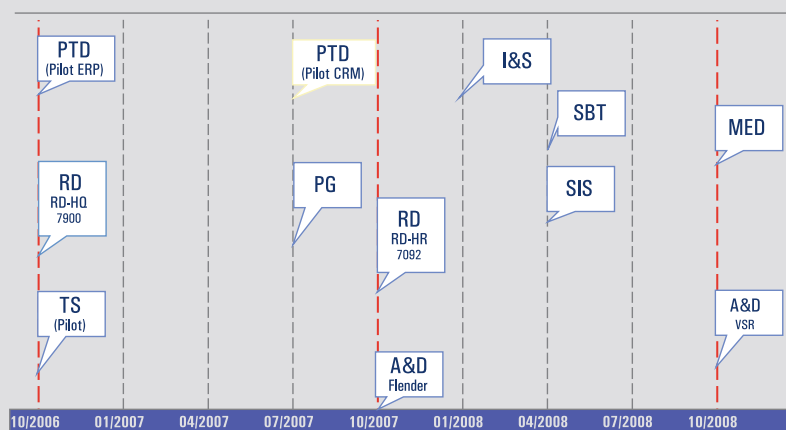 PTD
(Pilot ERP)
PTD
(Pilot CRM)
I&S
SBT
MED
RD
RD-HQ
7900
PG
SIS
RD
RD-HR
7092
TS
(Pilot)
A&D
VSR
A&D
Flender
10/2006
01/2007
04/2007
07/2007
10/2007
01/2008
04/2008
07/2008
10/2008